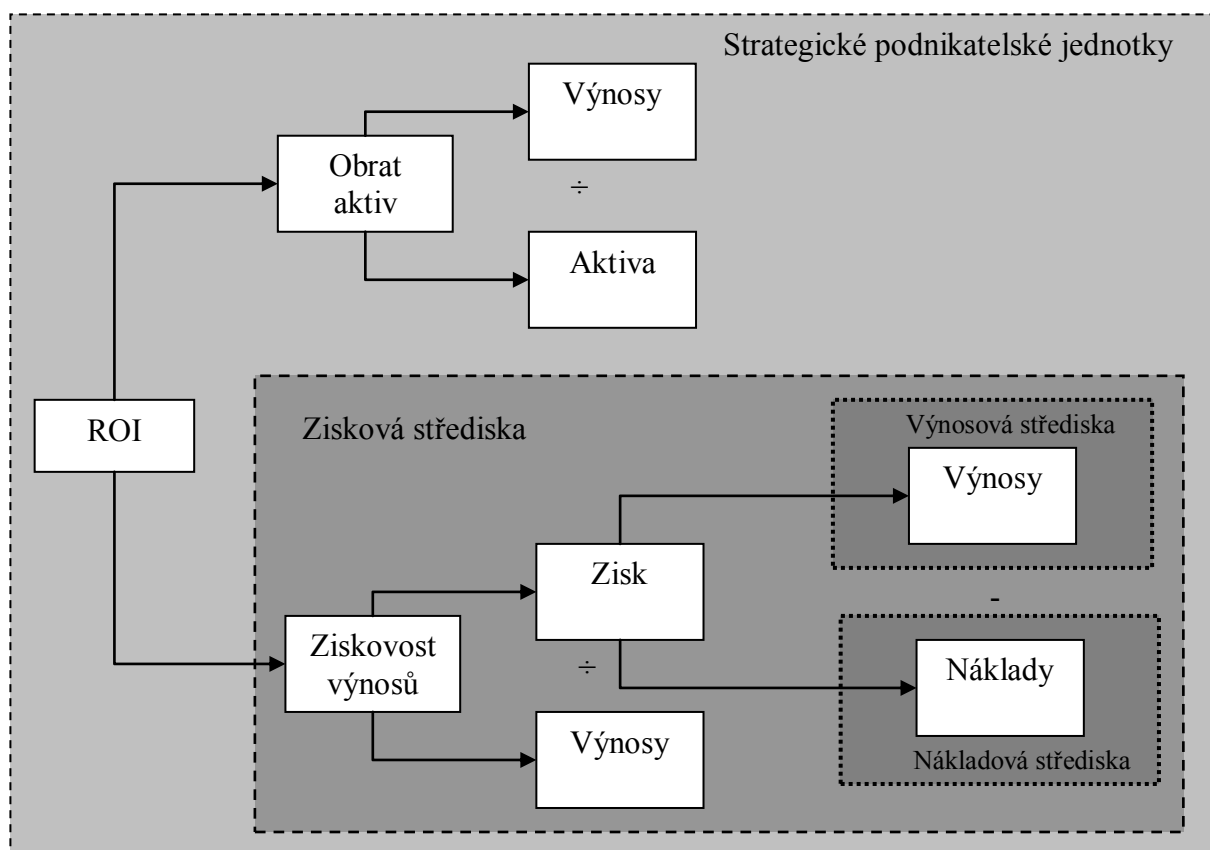 Strategické podnikatelské jednotky
Výnosy
Obrat
aktiv
÷
Aktiva
ROI
Zisková střediska
Výnosová střediska
Výnosy
Zisk
-
Ziskovost
výnosů
÷
Náklady
Výnosy
Nákladová střediska